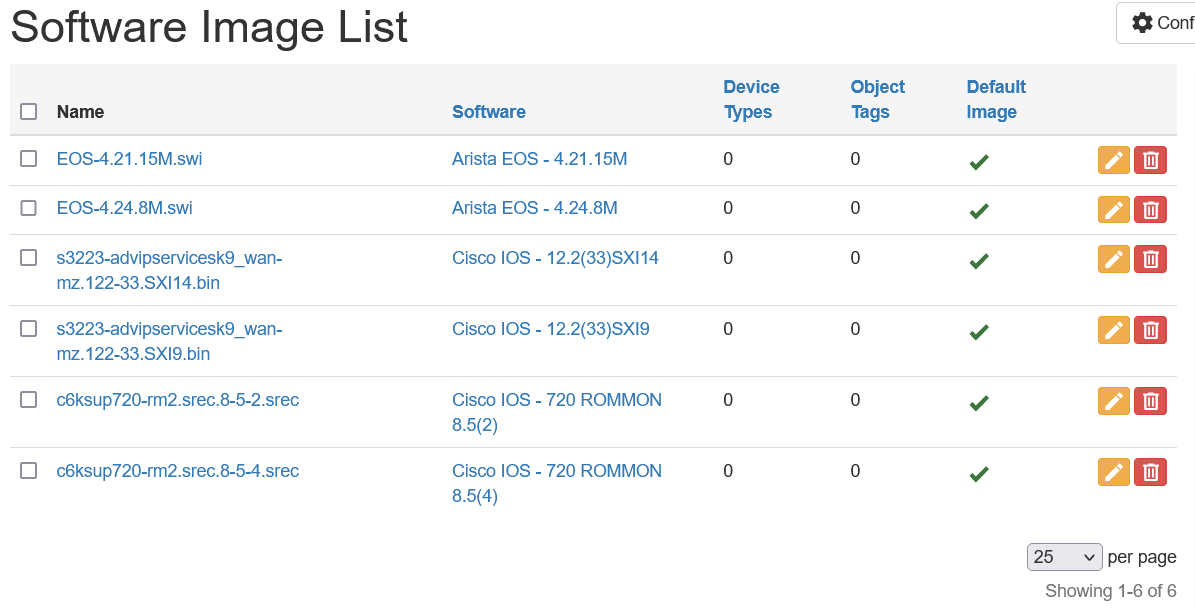 Software Image List
Conf
Device Object Default
Name Software Types Tags Image
EOS-4.21.15M.swi Arista EOS - 4.21.15M 0 0
EOS-4.24.8M.swi Arista EOS - 4.24.8M 0 0
s3223-advipservicesk9_wan- Cisco IOS - 12.2(33)SXI14 0 0
mz.122-33.SXI14.bin
s3223-advipservicesk9_wan- Cisco IOS - 12.2(33)SXI9 0 0
mz.122-33.SXI9.bin
c6ksup720-rm2.srec.8-5-2.srec Cisco IOS - 720 ROMMON 0 0
8.5(2)
c6ksup720-rm2.srec.8-5-4.srec Cisco IOS - 720 ROMMON 0 0
8.5(4)
25 per page
Showing 1-6 of 6